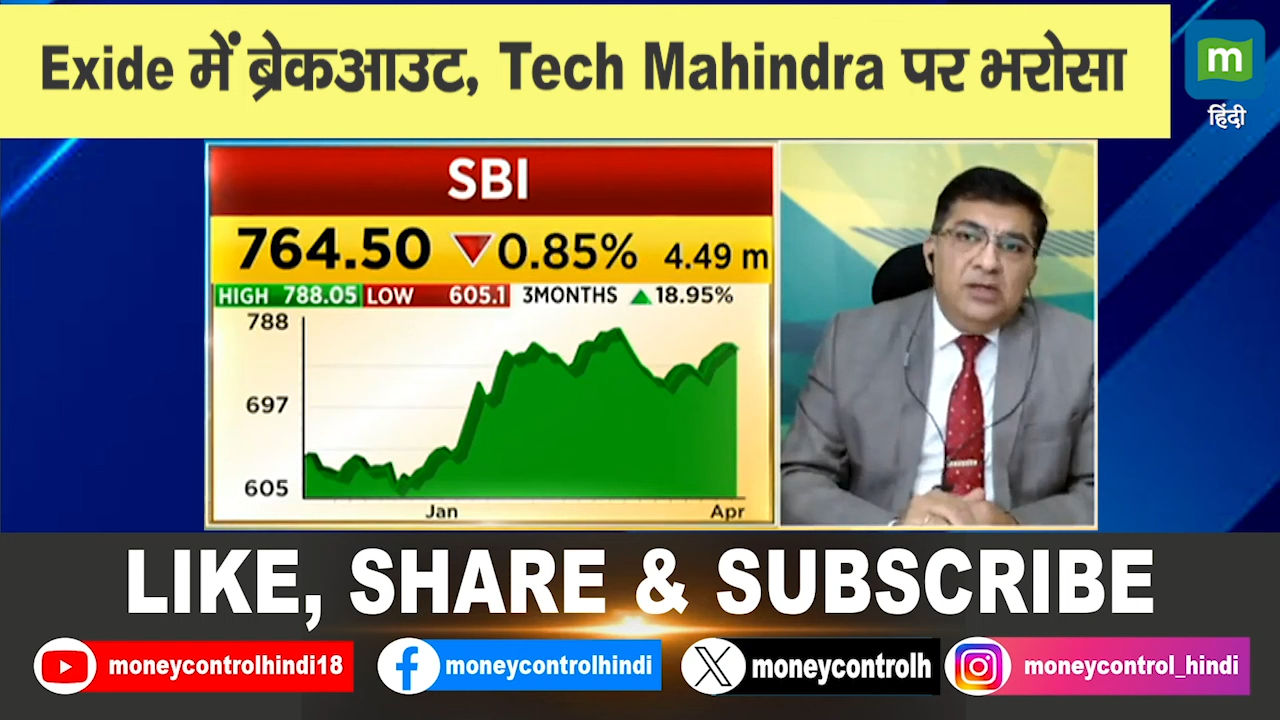 Exide में ब्रेकआउट, Tech Mahindra पर भरोसा
m
हिंदी
SBI
764.50 0.85% 4.49 m
HIGH 788.05 LOW 605.1 3MONTHS 18.95%
788
697
605
Jan Apr
LIKE, SHARE & SUBSCRIBE
moneycontrolhindi18 moneycontrolhindi moneycontrolh moneycontrol_hindi